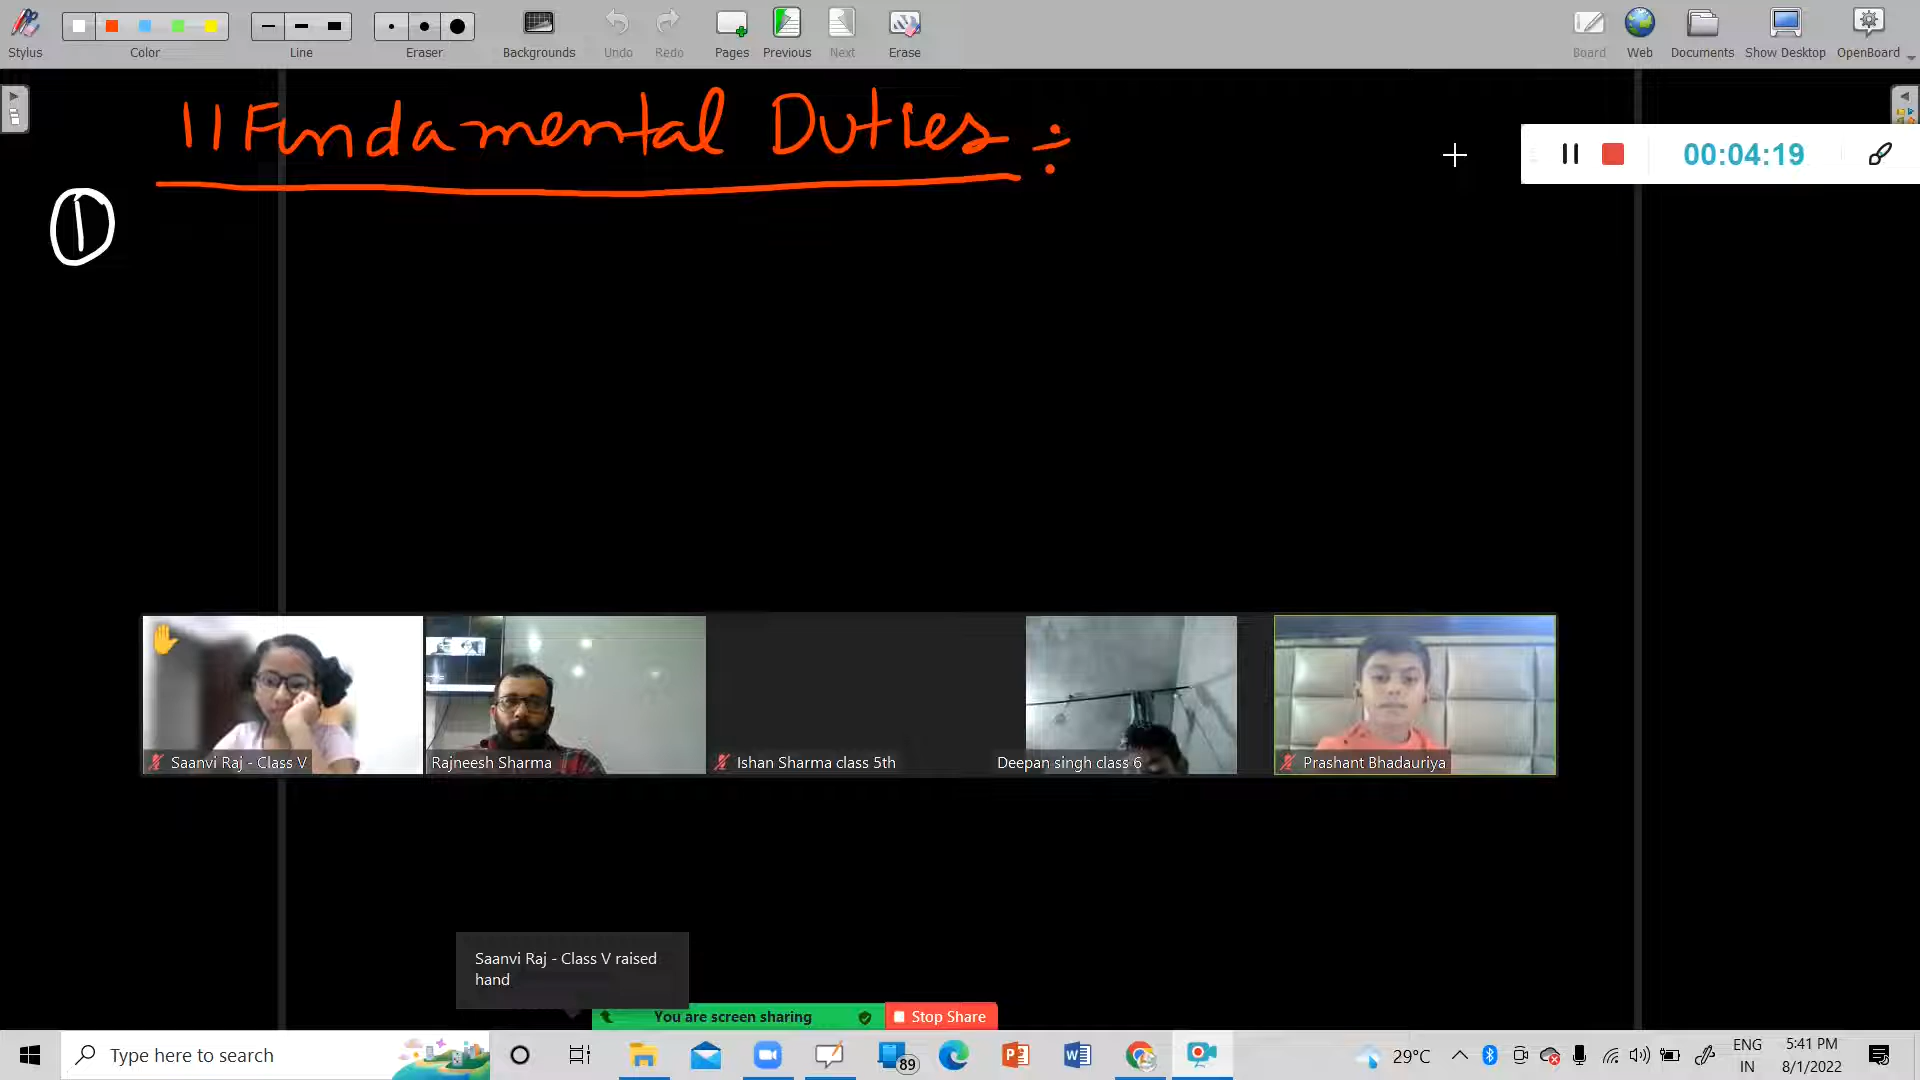 Stylus Color Line Eraser Backgrounds Undo Redo Pages Previous Next Erase Board Web Documents Show Desktop OpenBoard
11 Fundamental Duties ÷
00:04:19
1
Saanvi Raj - Class V
Rajneesh Sharma
Ishan Sharma class 5th
Deepan singh class 6
Prashant Bhadauriya
Saanvi Raj - Class V raised
hand
You are screen sharing
Stop Share
Type here to search
89
29°C
ENG
IN
5:41 PM
8/1/2022